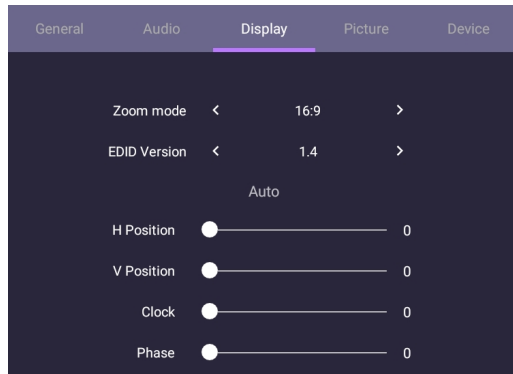 General Audio Display Picture Device
Zoom mode < 16:9 >
EDID Version < 1.4 >
Auto
H Position 0
V Position 0
Clock 0
Phase 0